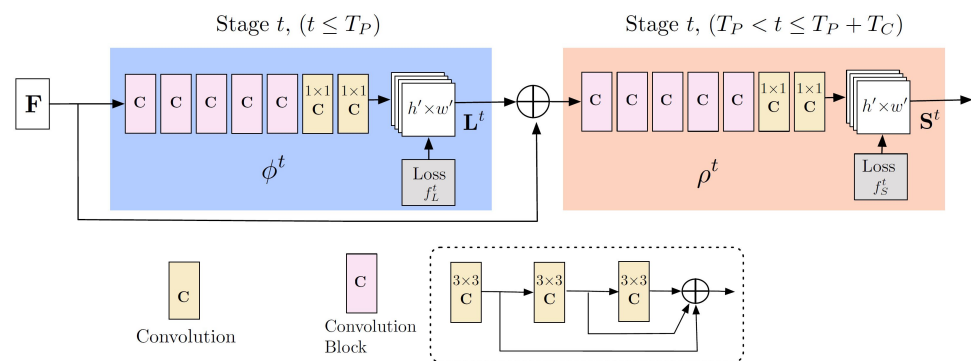 Stage t, (t ≤ T_P)
Stage t, (T_P < t ≤ T_P + T_C)
F
C C C C C 1×1 C 1×1 C
h′×w′
L^t
Loss
f_L^t
ϕ^t
C C C C C 1×1 C 1×1 C
h′×w′
S^t
Loss
f_S^t
ρ^t
C
Convolution
C
Convolution
Block
3×3 3×3 3×3
C C C